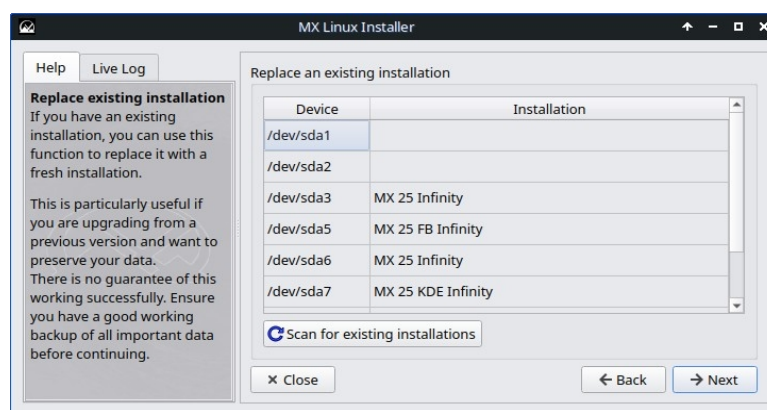 MX Linux Installer
Help
Live Log
Replace existing installation
If you have an existing
installation, you can use this
function to replace it with a
fresh installation.
This is particularly useful if
you are upgrading from a
previous version and want to
preserve your data.
There is no guarantee of this
working successfully. Ensure
you have a good working
backup of all important data
before continuing.
Replace an existing installation
Device Installation
/dev/sda1
/dev/sda2
/dev/sda3 MX 25 Infinity
/dev/sda5 MX 25 FB Infinity
/dev/sda6 MX 25 Infinity
/dev/sda7 MX 25 KDE Infinity
Scan for existing installations
Close
Back
Next